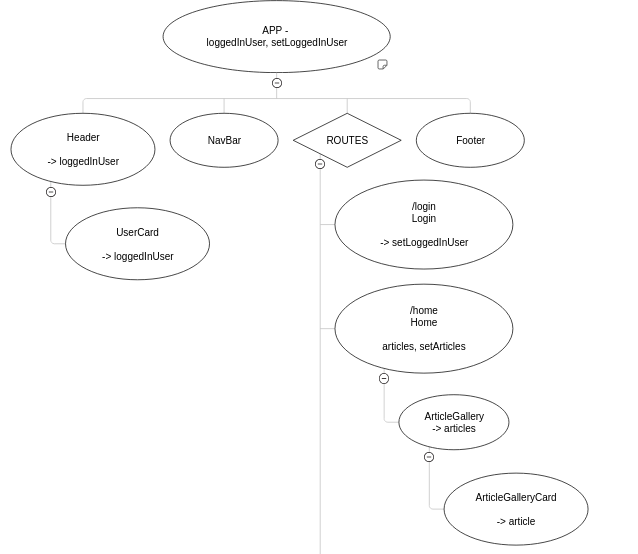 APP -
loggedInUser, setLoggedInUser
Header
-> loggedInUser
NavBar
ROUTES
Footer
UserCard
-> loggedInUser
/login
Login
-> setLoggedInUser
/home
Home
articles, setArticles
ArticleGallery
-> articles
ArticleGalleryCard
-> article